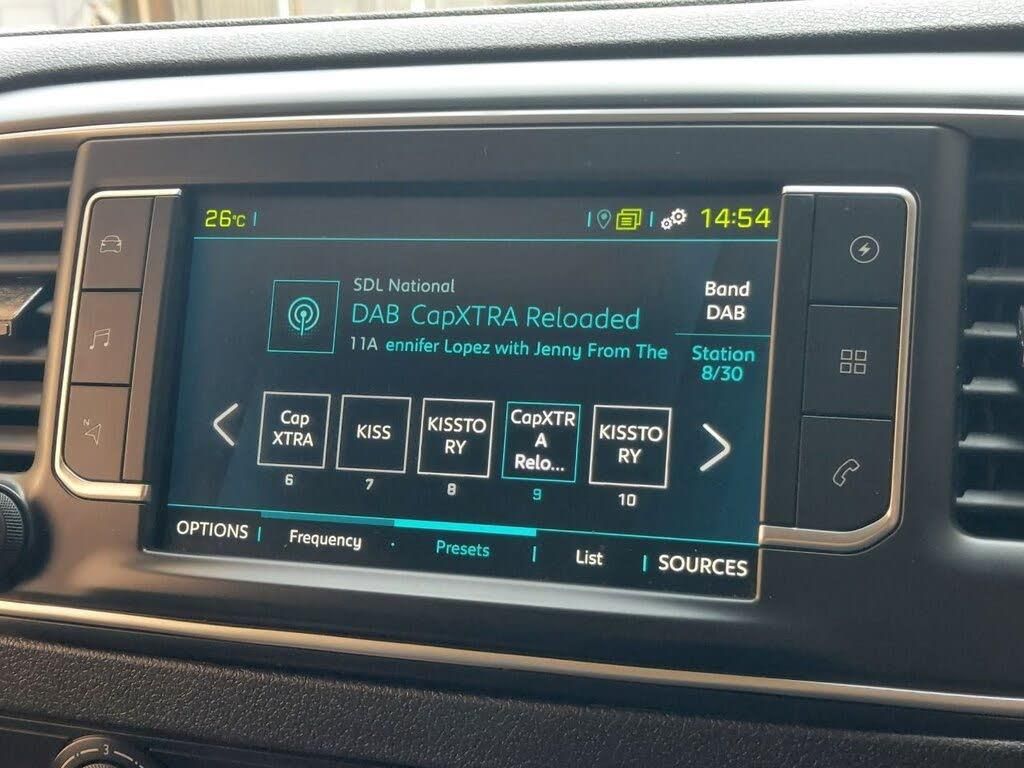 26°C
14:54
SDL National
DAB CapXTRA Reloaded
11A ennifer Lopez with Jenny From The
Band
DAB
Station
8/30
Cap
XTRA
6
KISS
7
KISSTO
RY
8
CapXTR
A
Relo...
9
KISSTO
RY
10
OPTIONS
Frequency
Presets
List
SOURCES
N
3